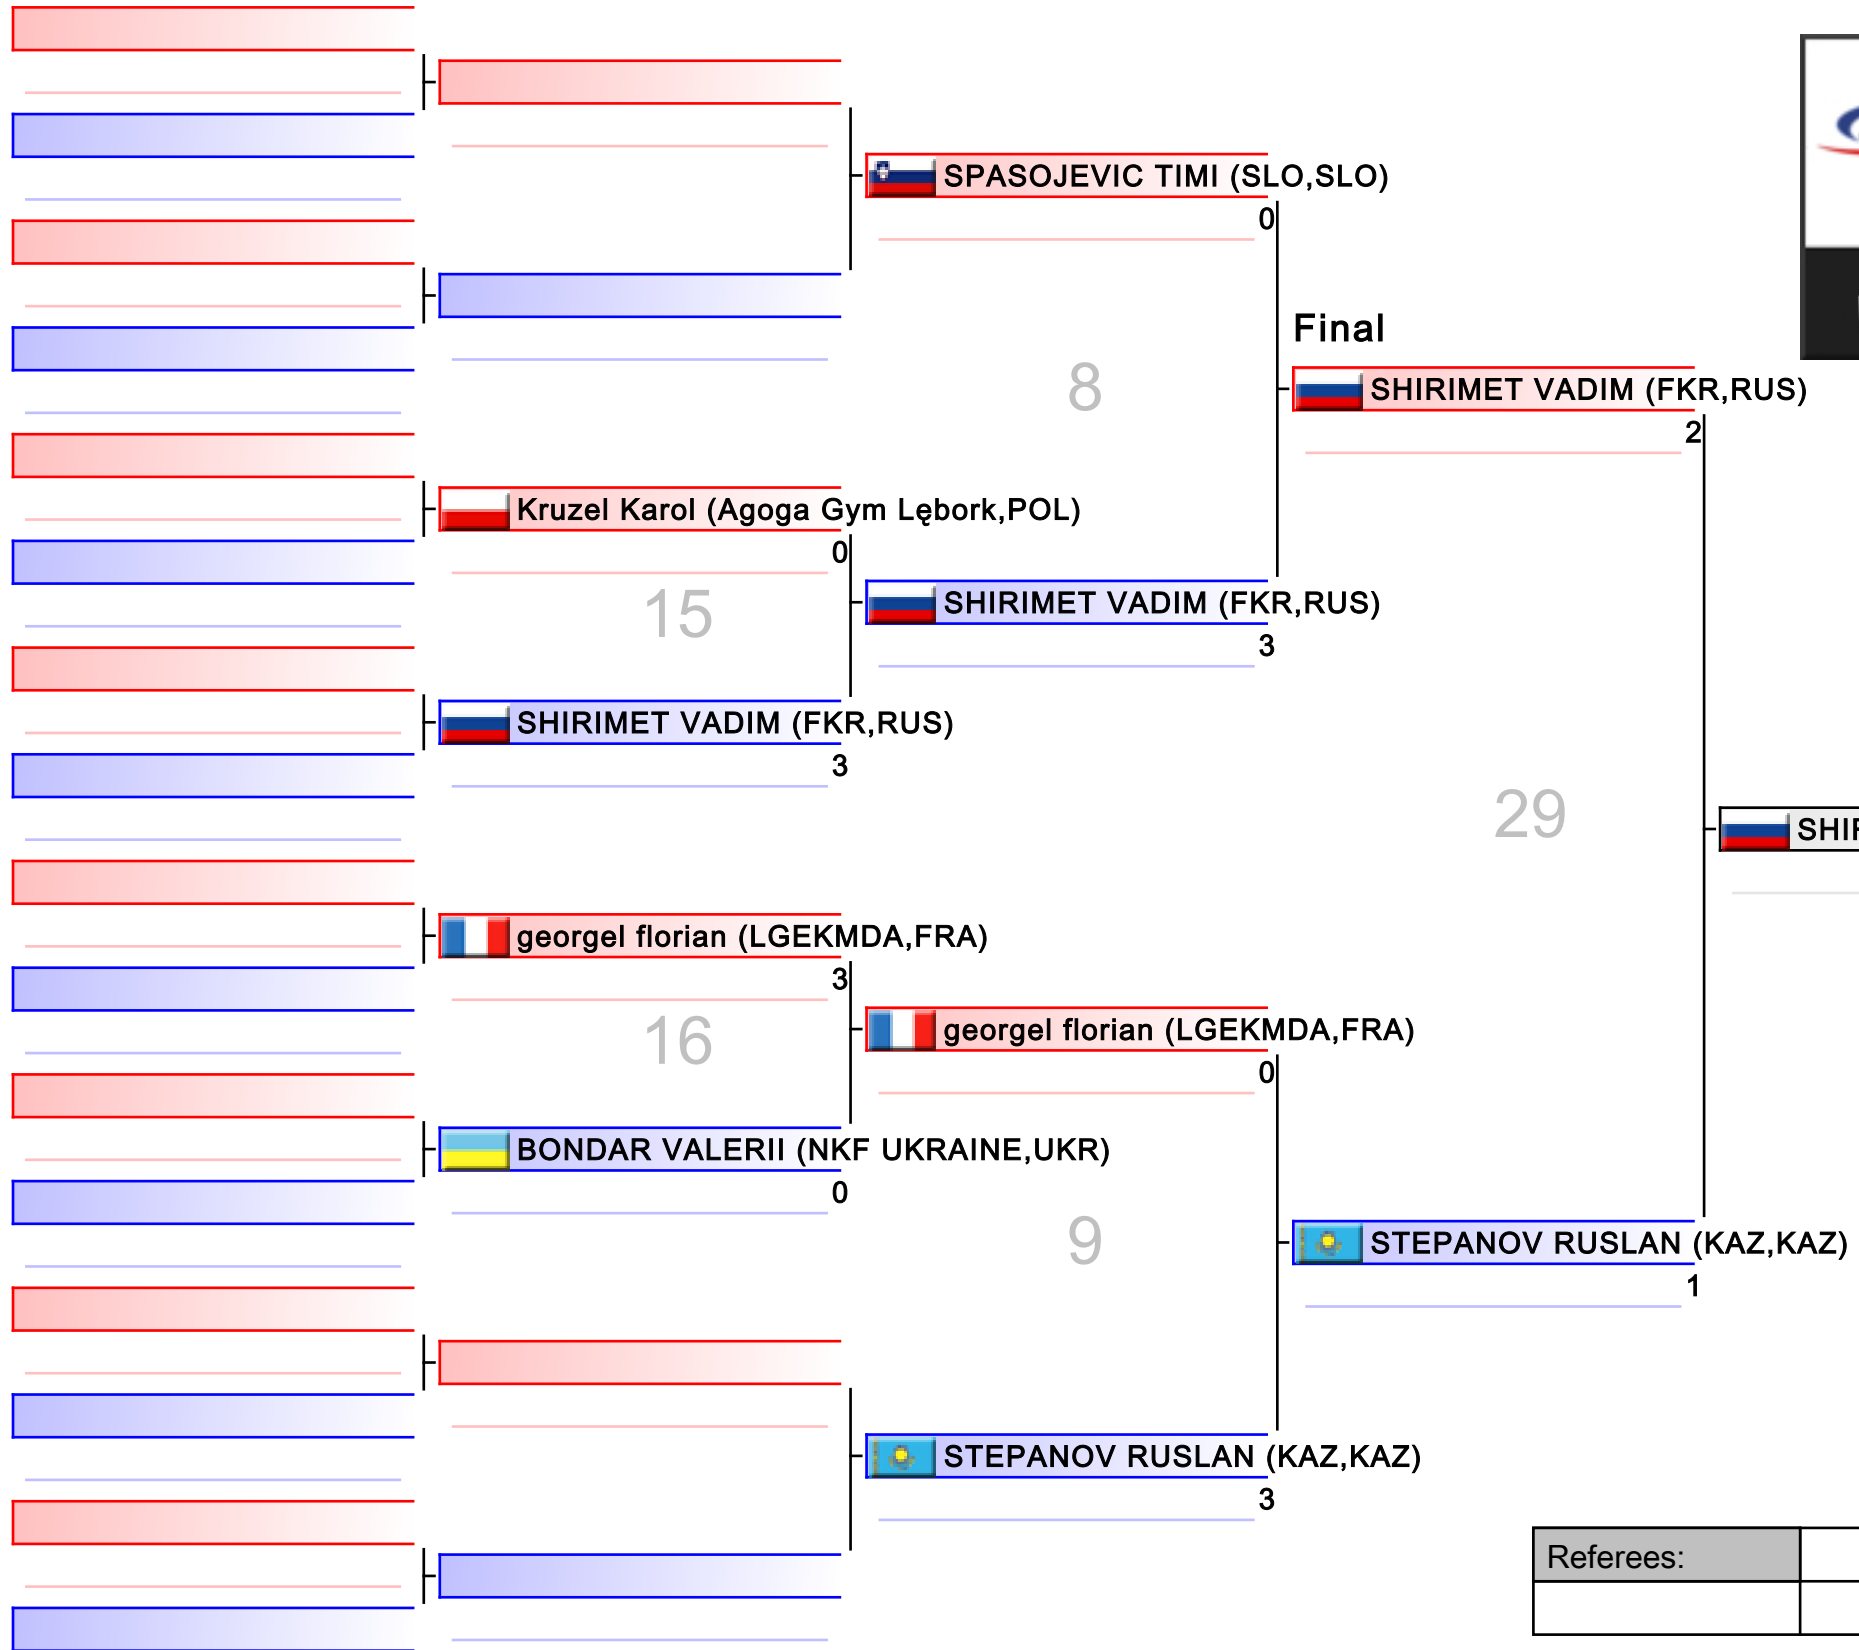 SPASOJEVIC TIMI (SLO,SLO)
0
8
Final
SHIRIMET VADIM (FKR,RUS)
2
Kruzel Karol (Agoga Gym Lębork,POL)
0
15
SHIRIMET VADIM (FKR,RUS)
3
SHIRIMET VADIM (FKR,RUS)
3
29
georgel florian (LGEKMDA,FRA)
3
16
georgel florian (LGEKMDA,FRA)
0
BONDAR VALERII (NKF UKRAINE,UKR)
0
9
STEPANOV RUSLAN (KAZ,KAZ)
1
STEPANOV RUSLAN (KAZ,KAZ)
3
Referees: